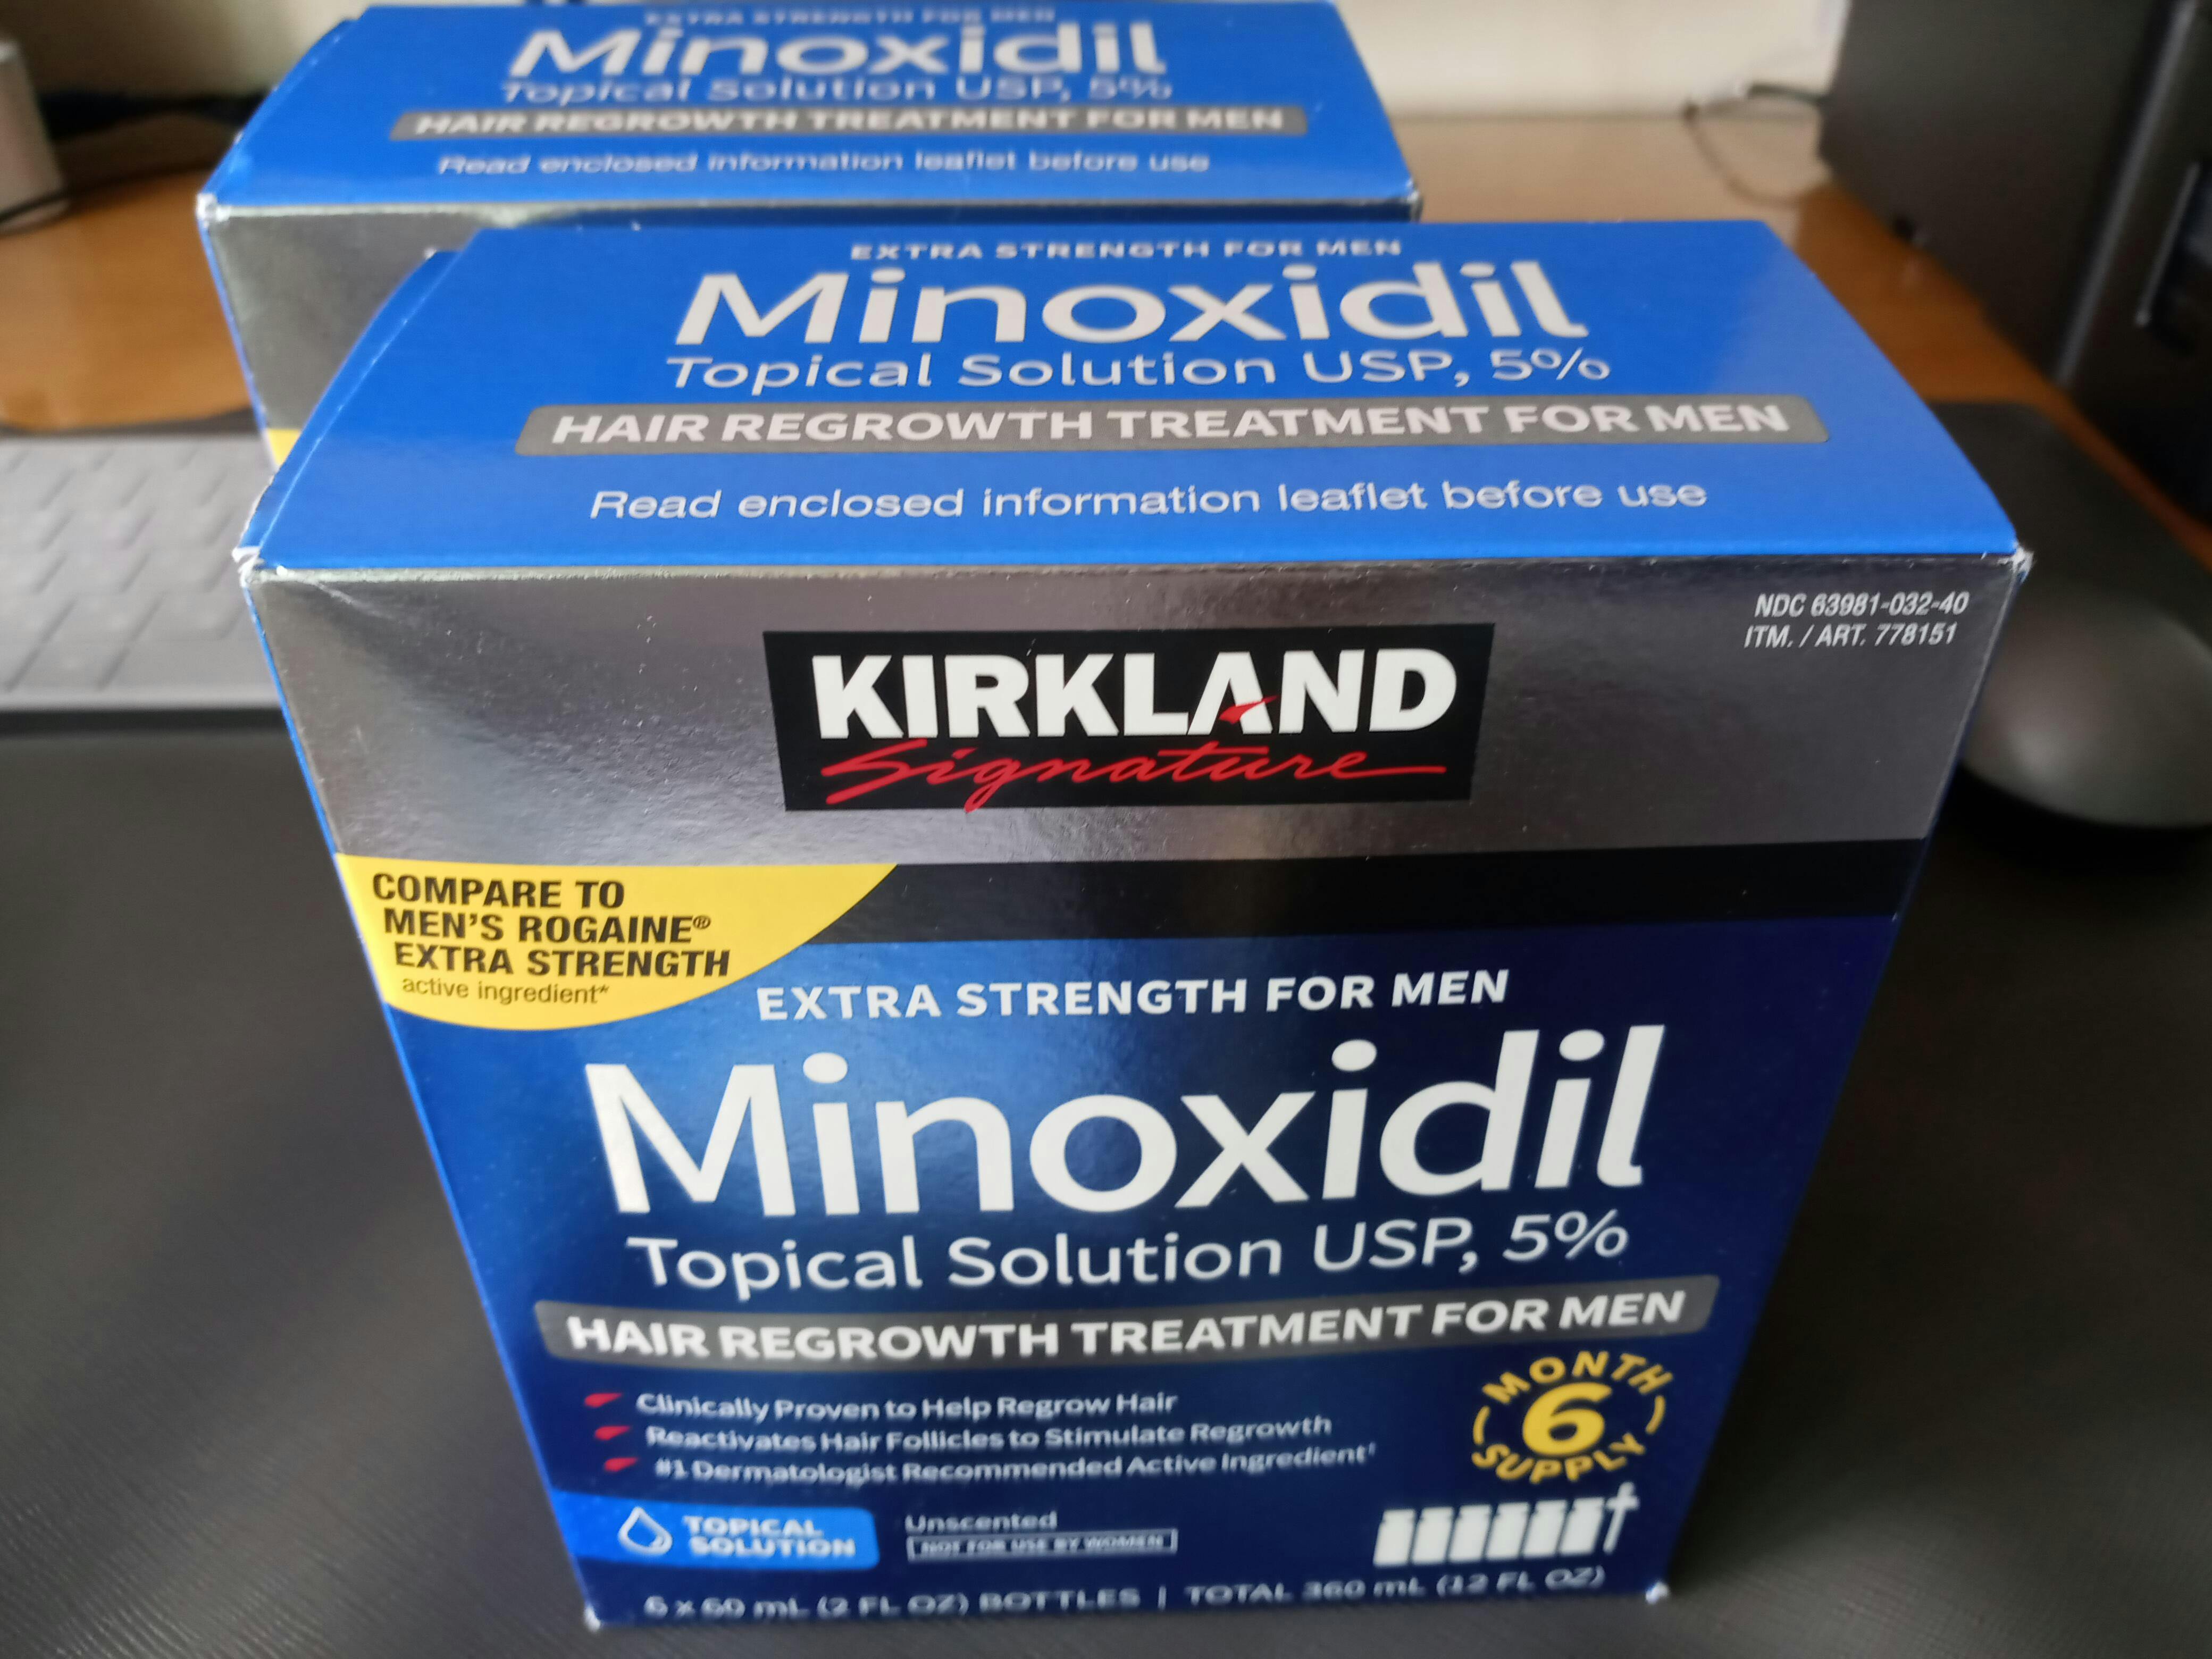 EXTRA STRENGTH FOR MEN
Minoxidil
Topical Solution USP, 5%
HAIR REGROWTH TREATMENT FOR MEN
Read enclosed information leaflet before use
EXTRA STRENGTH FOR MEN
Minoxidil
Topical Solution USP, 5%
HAIR REGROWTH TREATMENT FOR MEN
Read enclosed information leaflet before use
NDC 63981-032-40
ITM. / ART. 778151
KIRKLAND
Signature
COMPARE TO
MEN'S ROGAINE®
EXTRA STRENGTH
active ingredient*
EXTRA STRENGTH FOR MEN
Minoxidil
Topical Solution USP, 5%
HAIR REGROWTH TREATMENT FOR MEN
Clinically Proven to Help Regrow Hair
Reactivates Hair Follicles to Stimulate Regrowth
#1 Dermatologist Recommended Active Ingredient†
MONTH
6
SUPPLY
TOPICAL
SOLUTION
Unscented
NOT FOR USE BY WOMEN
6 x 60 mL (2 FL OZ) BOTTLES | TOTAL 360 mL (12 FL OZ)